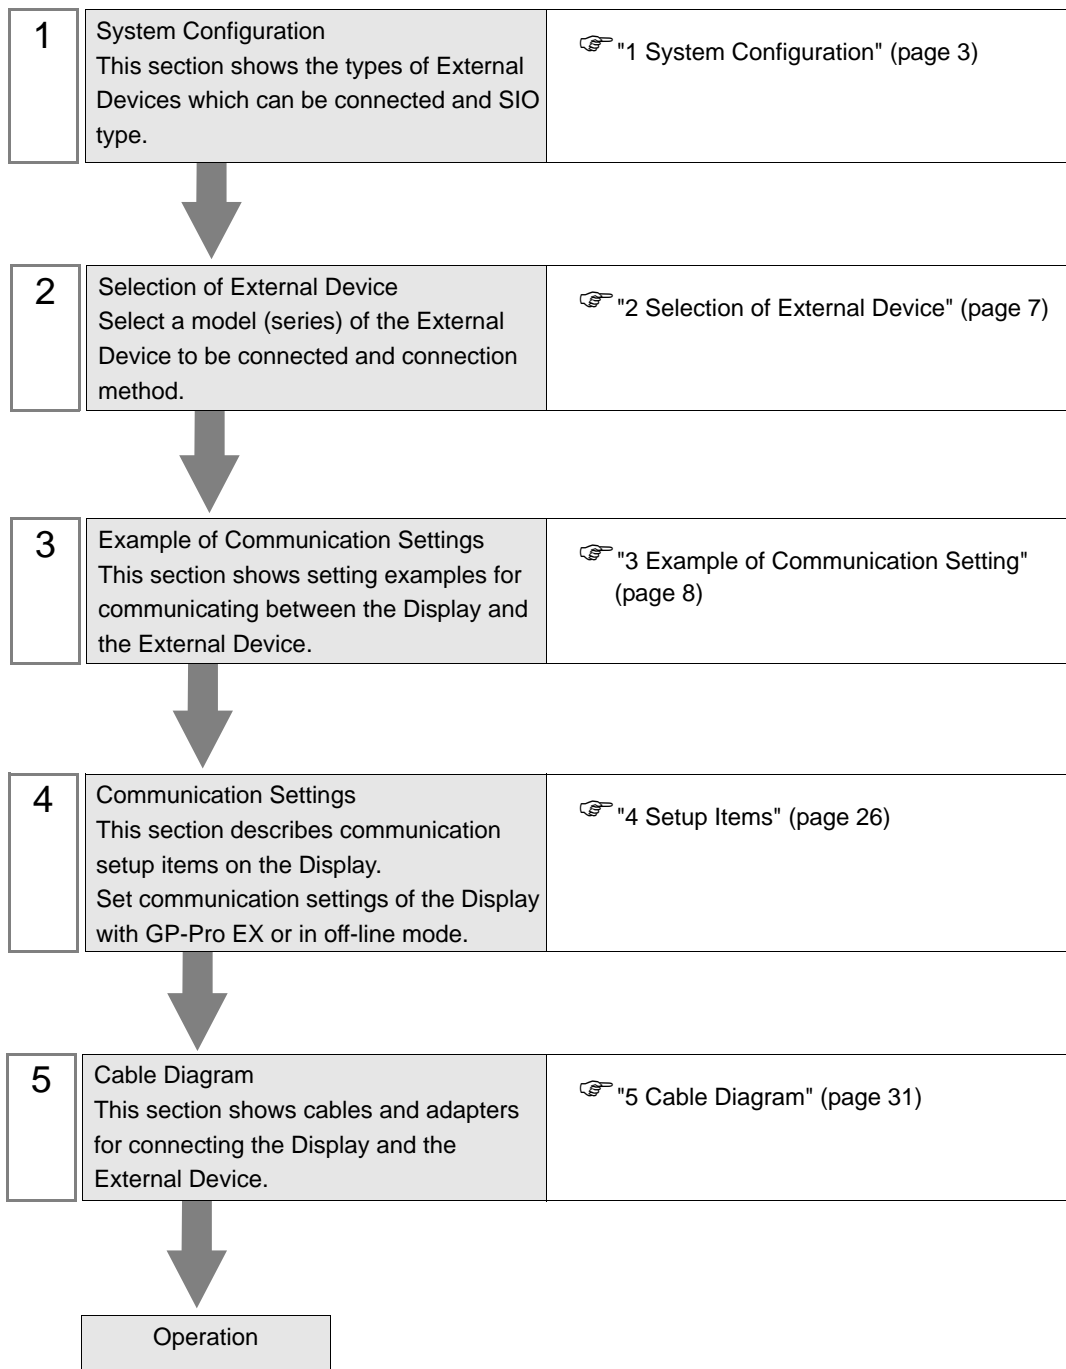 1
System Configuration
This section shows the types of External
Devices which can be connected and SIO
type.
"1 System Configuration" (page 3)
2
Selection of External Device
Select a model (series) of the External
Device to be connected and connection
method.
"2 Selection of External Device" (page 7)
3
Example of Communication Settings
This section shows setting examples for
communicating between the Display and
the External Device.
"3 Example of Communication Setting"
(page 8)
4
Communication Settings
This section describes communication
setup items on the Display.
Set communication settings of the Display
with GP-Pro EX or in off-line mode.
"4 Setup Items" (page 26)
5
Cable Diagram
This section shows cables and adapters
for connecting the Display and the
External Device.
"5 Cable Diagram" (page 31)
Operation